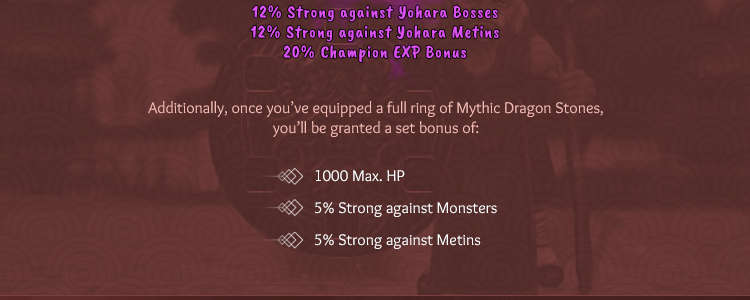 12% Strong against Yohara Bosses
12% Strong against Yohara Metins
20% Champion EXP Bonus
Additionally, once you've equipped a full ring of Mythic Dragon Stones,
you'll be granted a set bonus of:
1000 Max. HP
5% Strong against Monsters
5% Strong against Metins